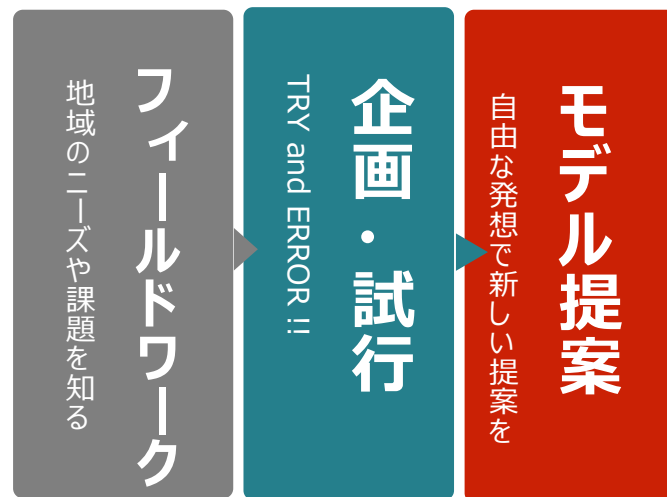 フィールドワーク
地域のニーズや課題を知る
企画・試行
TRY and ERROR !!
モデル提案
自由な発想で新しい提案を